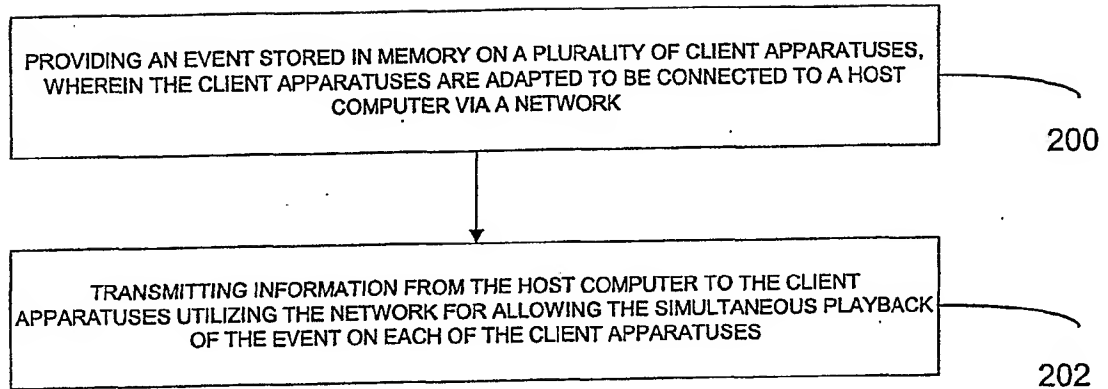 PROVIDING AN EVENT STORED IN MEMORY ON A PLURALITY OF CLIENT APPARATUSES,
WHEREIN THE CLIENT APPARATUSES ARE ADAPTED TO BE CONNECTED TO A HOST
COMPUTER VIA A NETWORK
200
TRANSMITTING INFORMATION FROM THE HOST COMPUTER TO THE CLIENT
APPARATUSES UTILIZING THE NETWORK FOR ALLOWING THE SIMULTANEOUS PLAYBACK
OF THE EVENT ON EACH OF THE CLIENT APPARATUSES
202